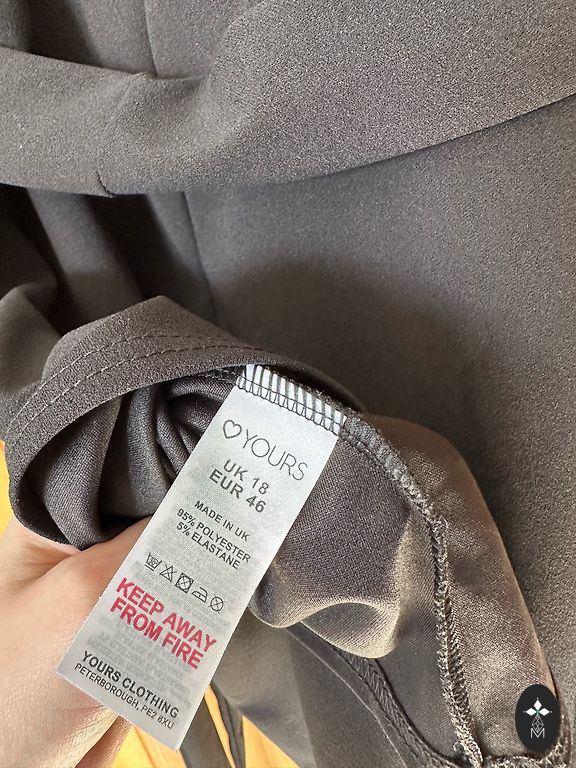 YOURS
UK 18
EUR 46
MADE IN UK
95% POLYESTER
5% ELASTANE
KEEP AWAY
FROM FIRE
YOURS CLOTHING
PETERBOROUGH, PE2 8XU
M